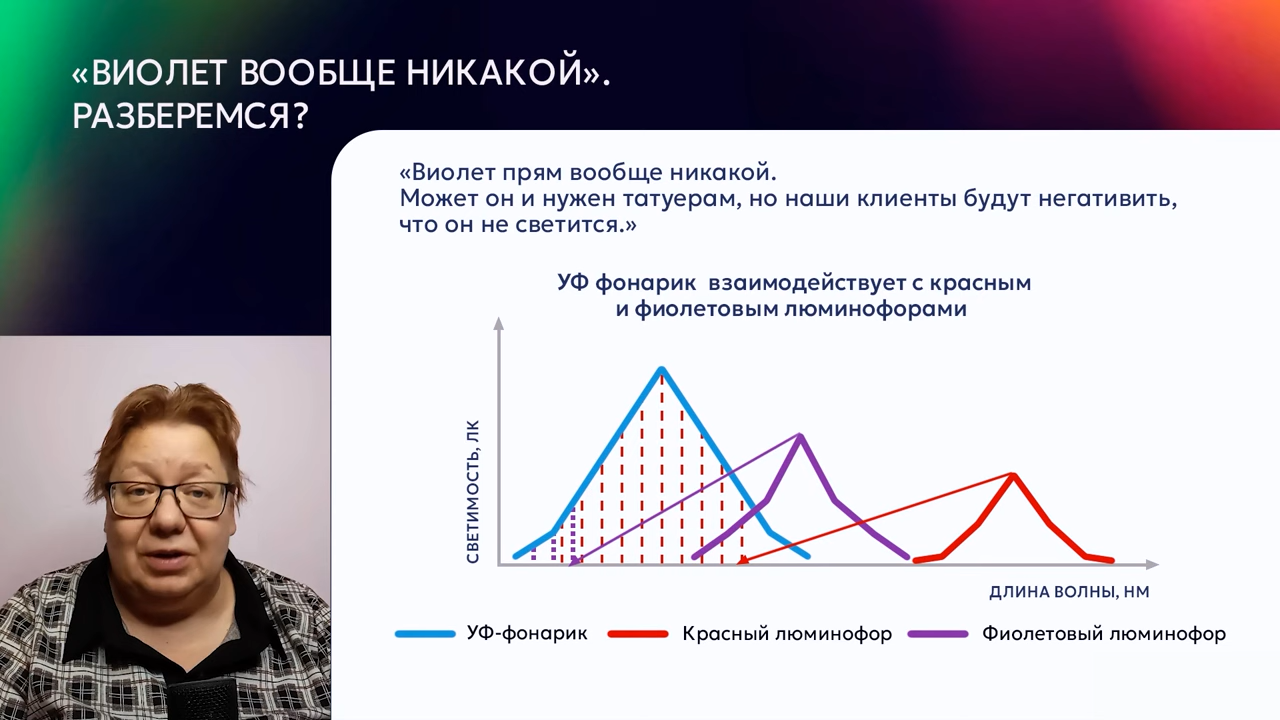 «ВИОЛЕТ ВООБЩЕ НИКАКОЙ».
РАЗБЕРЕМСЯ?
«Виолет прям вообще никакой.
Может он и нужен татуерам, но наши клиенты будут негативить,
что он не светится.»
УФ фонарик взаимодействует с красным
и фиолетовым люминофорами
СВЕТИМОСТЬ, ЛК
ДЛИНА ВОЛНЫ, НМ
УФ-фонарик
Красный люминофор
Фиолетовый люминофор